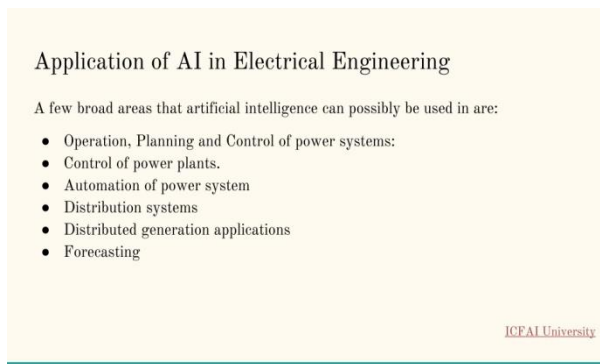 Application of AI in Electrical Engineering
A few broad areas that artificial intelligence can possibly be used in are:
● Operation, Planning and Control of power systems:
● Control of power plants.
● Automation of power system
● Distribution systems
● Distributed generation applications
● Forecasting
ICFAI University